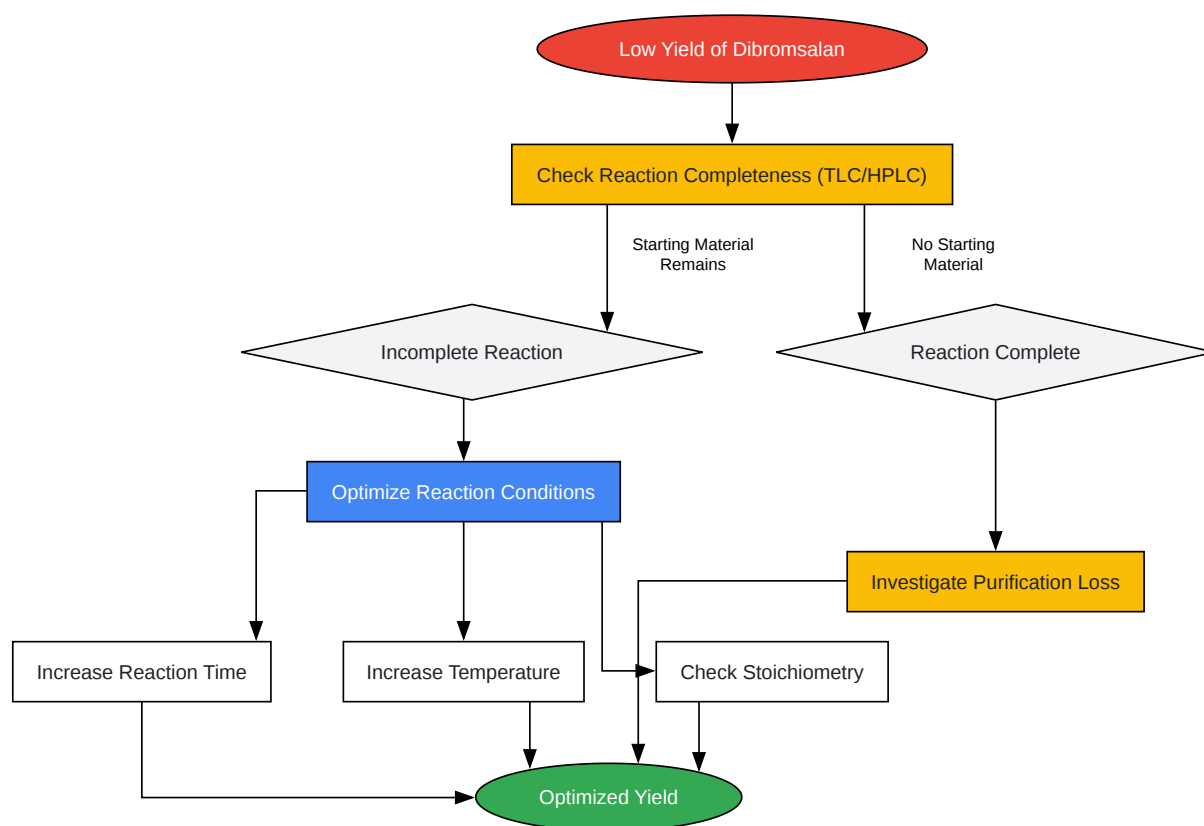 Low Yield of Dibromsalan
Check Reaction Completeness (TLC/HPLC)
Starting Material
Remains
No Starting
Material
Incomplete Reaction
Reaction Complete
Optimize Reaction Conditions
Investigate Purification Loss
Increase Reaction Time
Increase Temperature
Check Stoichiometry
Optimized Yield